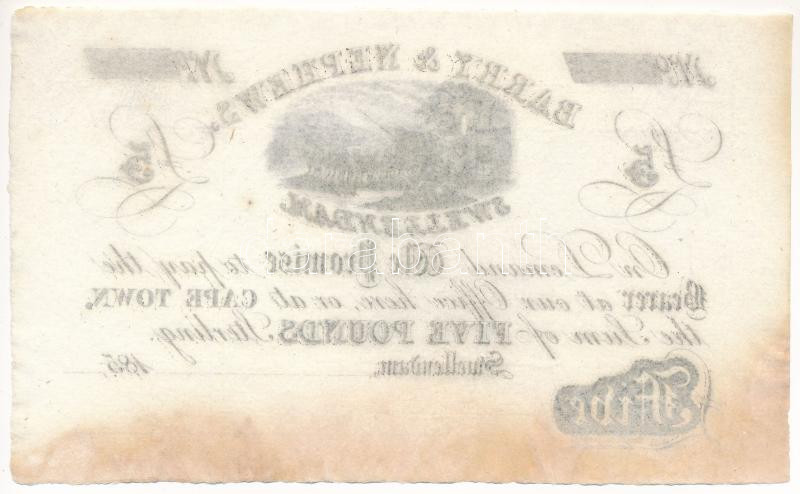 BARRY & NEPHEWS,
No No
£5 £5
SWELLENDAM.
On Demand We Promise to pay the
Bearer at our Office here, or at CAPE TOWN,
the Sum of FIVE POUNDS Sterling.
Swellendam, 185
Five